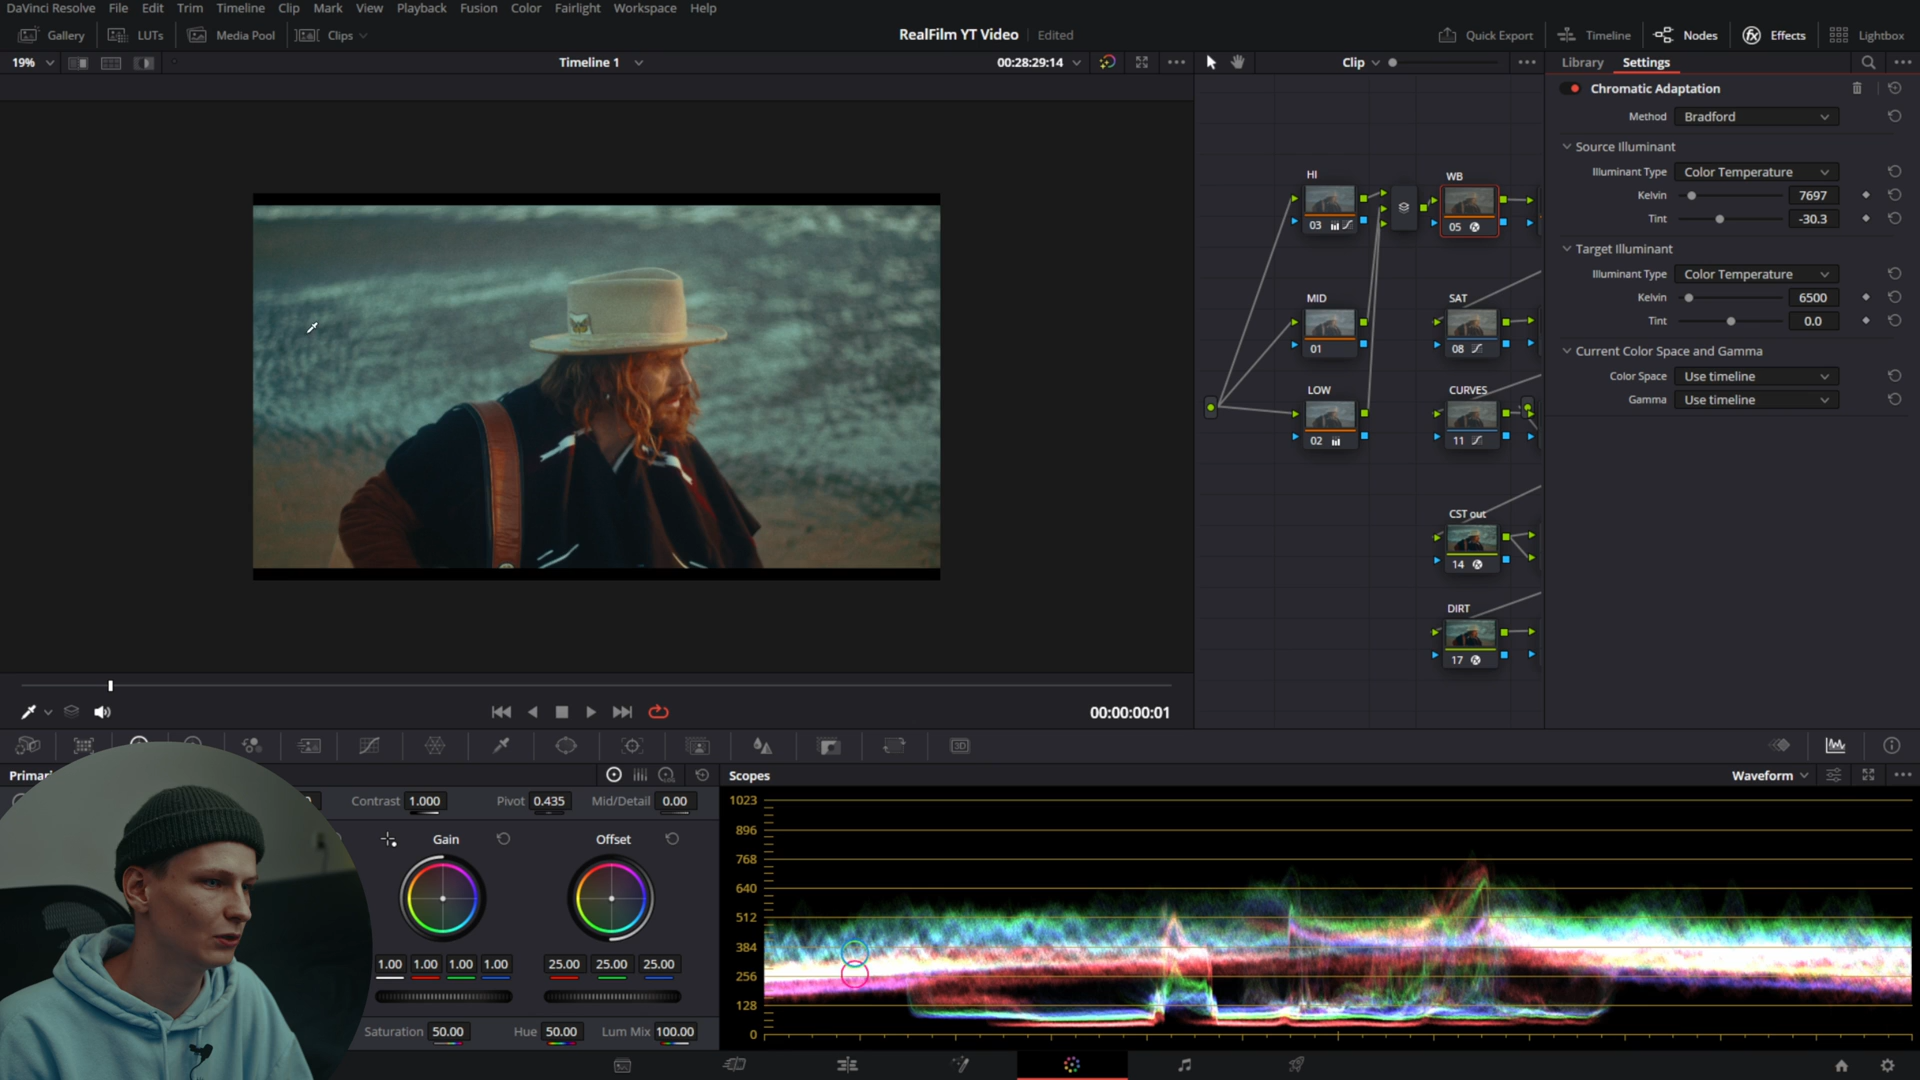 DaVinci Resolve File Edit Trim Timeline Clip Mark View Playback Fusion Color Fairlight Workspace Help
Gallery LUTs Media Pool Clips RealFilm YT Video Edited Quick Export Timeline Nodes Effects Lightbox
19% Timeline 1 00:28:29:14 Clip Library Settings
Chromatic Adaptation
Method Bradford
Source Illuminant
Illuminant Type Color Temperature
Kelvin 7697
Tint -30.3
Target Illuminant
Illuminant Type Color Temperature
Kelvin 6500
Tint 0.0
Current Color Space and Gamma
Color Space Use timeline
Gamma Use timeline
HI WB
03 05
MID SAT
01 08
LOW CURVES
02 11
CST out
14
DIRT
17
00:00:00:01
3D
Scopes Waveform
Contrast 1.000 Pivot 0.435 Mid/Detail 0.00
Gain Offset
1.00 1.00 1.00 1.00 25.00 25.00 25.00
Saturation 50.00 Hue 50.00 Lum Mix 100.00
1023
896
768
640
512
384
256
128
0